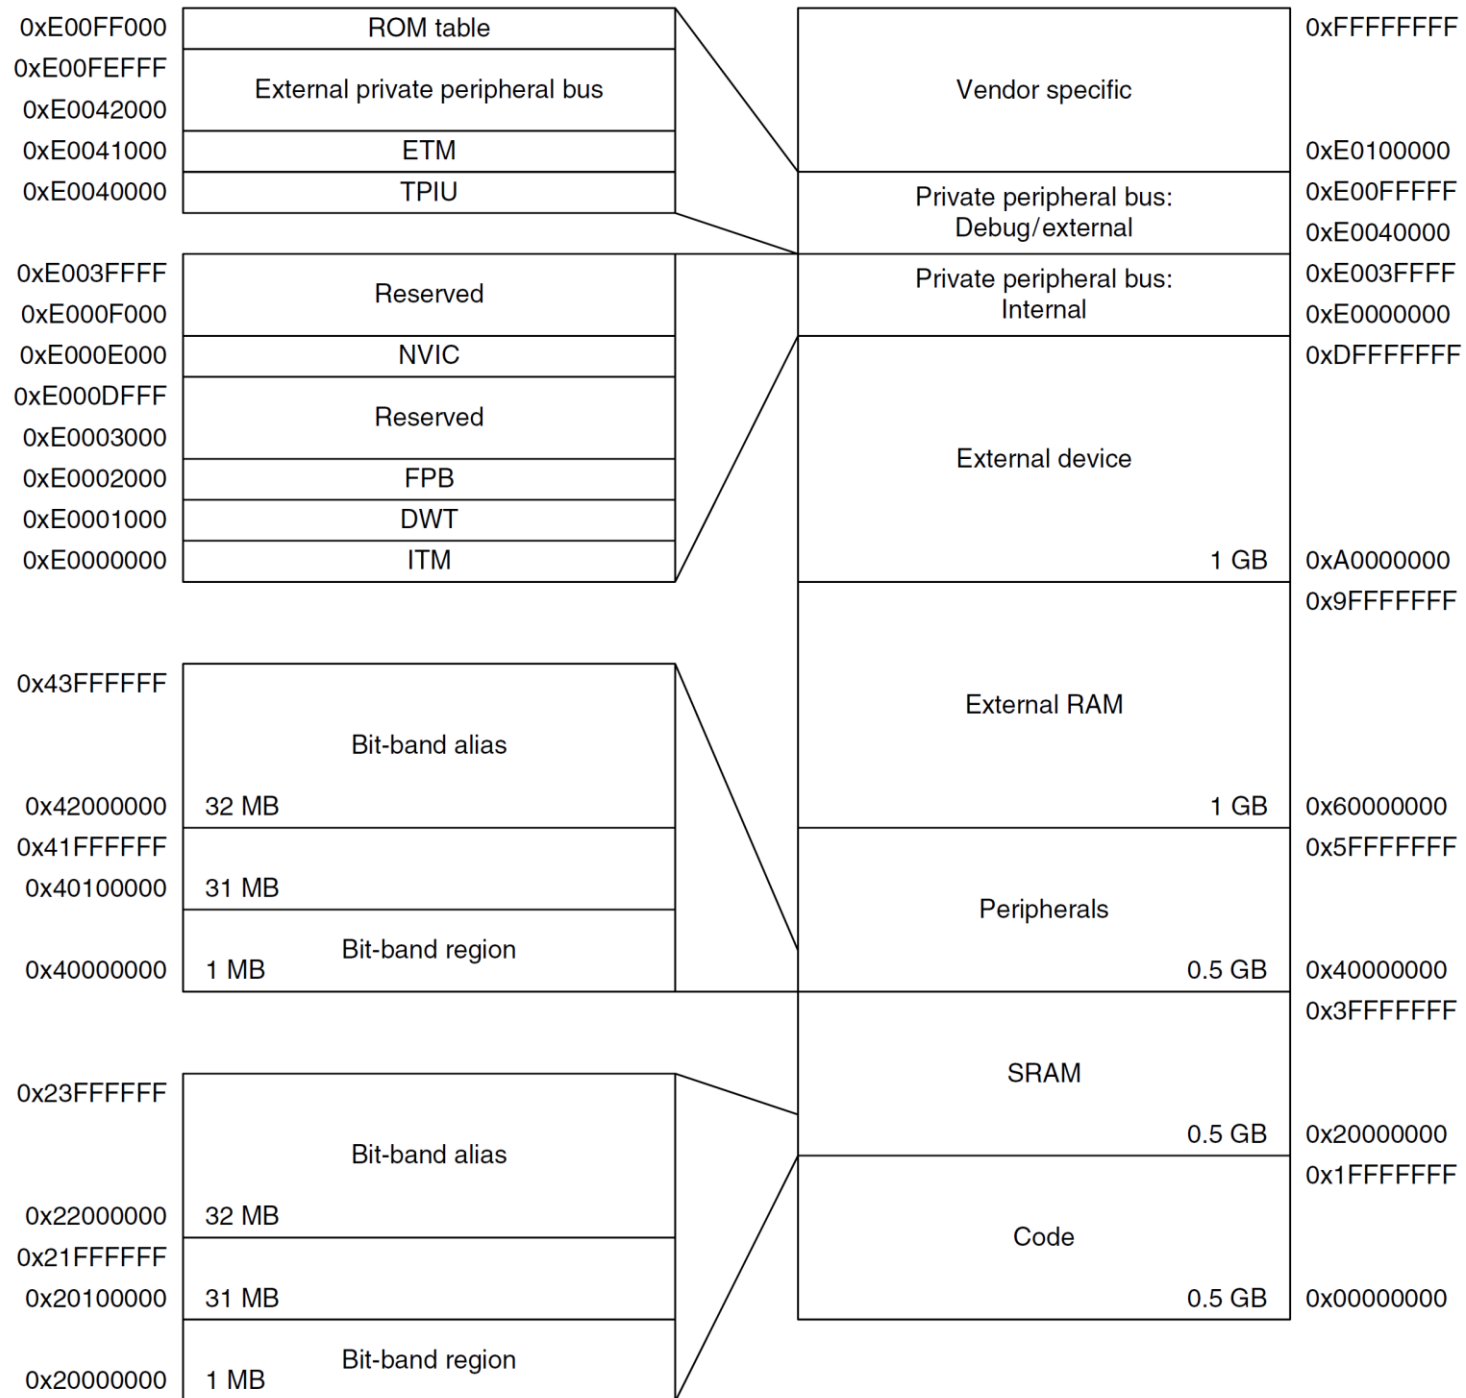 0xE00FF000
ROM table
0xE00FEFFF
External private peripheral bus
0xE0042000
0xE0041000
ETM
0xE0040000
TPIU
0xE003FFFF
Reserved
0xE000F000
0xE000E000
NVIC
0xE000DFFF
Reserved
0xE0003000
0xE0002000
FPB
0xE0001000
DWT
0xE0000000
ITM
0x43FFFFFF
Bit-band alias
0x42000000
32 MB
0x41FFFFFF
0x40100000
31 MB
Bit-band region
0x40000000
1 MB
0x23FFFFFF
Bit-band alias
0x22000000
32 MB
0x21FFFFFF
0x20100000
31 MB
Bit-band region
0x20000000
1 MB
0xFFFFFFFF
Vendor specific
0xE0100000
Private peripheral bus:
Debug/external
0xE00FFFFF
0xE0040000
Private peripheral bus:
Internal
0xE003FFFF
0xE0000000
0xDFFFFFFF
External device
1 GB
0xA0000000
0x9FFFFFFF
External RAM
1 GB
0x60000000
0x5FFFFFFF
Peripherals
0.5 GB
0x40000000
0x3FFFFFFF
SRAM
0.5 GB
0x20000000
0x1FFFFFFF
Code
0.5 GB
0x00000000